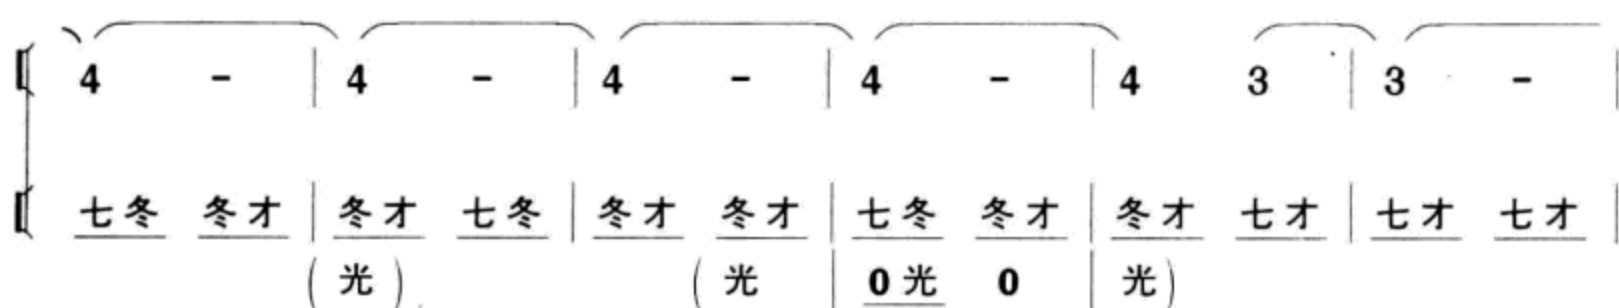 4 - | 4 - | 4 - | 4 - | 4 3 | 3 - |
七冬 冬才 | 冬才 七冬 | 冬才 冬才 | 七冬 冬才 | 冬才 七才 | 七才 七才 |
(光) (光 | 0光 0 | 光)